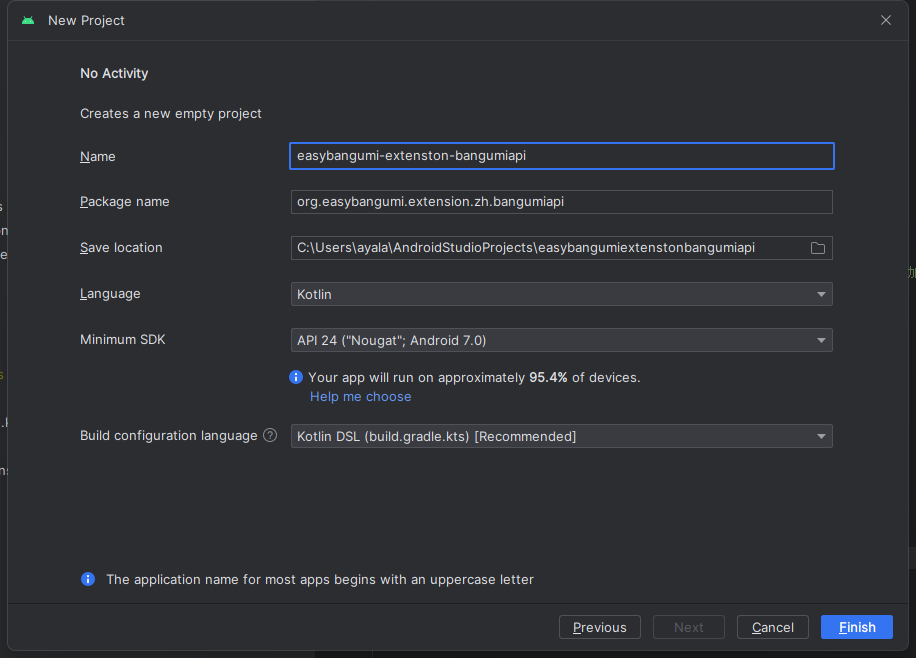 New Project
No Activity
Creates a new empty project
Name
easybangumi-extenston-bangumiapi
Package name
org.easybangumi.extension.zh.bangumiapi
Save location
C:\Users\ayala\AndroidStudioProjects\easybangumiextenstonbangumiapi
Language
Kotlin
Minimum SDK
API 24 ("Nougat"; Android 7.0)
Your app will run on approximately 95.4% of devices.
Help me choose
Build configuration language ?
Kotlin DSL (build.gradle.kts) [Recommended]
The application name for most apps begins with an uppercase letter
Previous
Next
Cancel
Finish